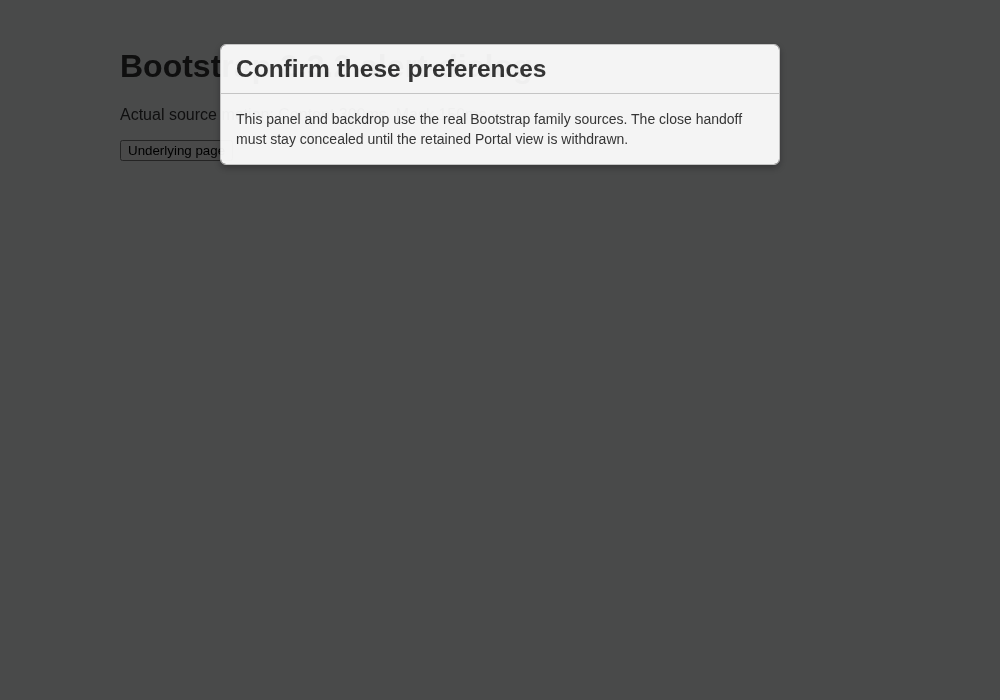 Confirm these preferences
This panel and backdrop use the real Bootstrap family sources. The close handoff
must stay concealed until the retained Portal view is withdrawn.
Actual source
Underlying page